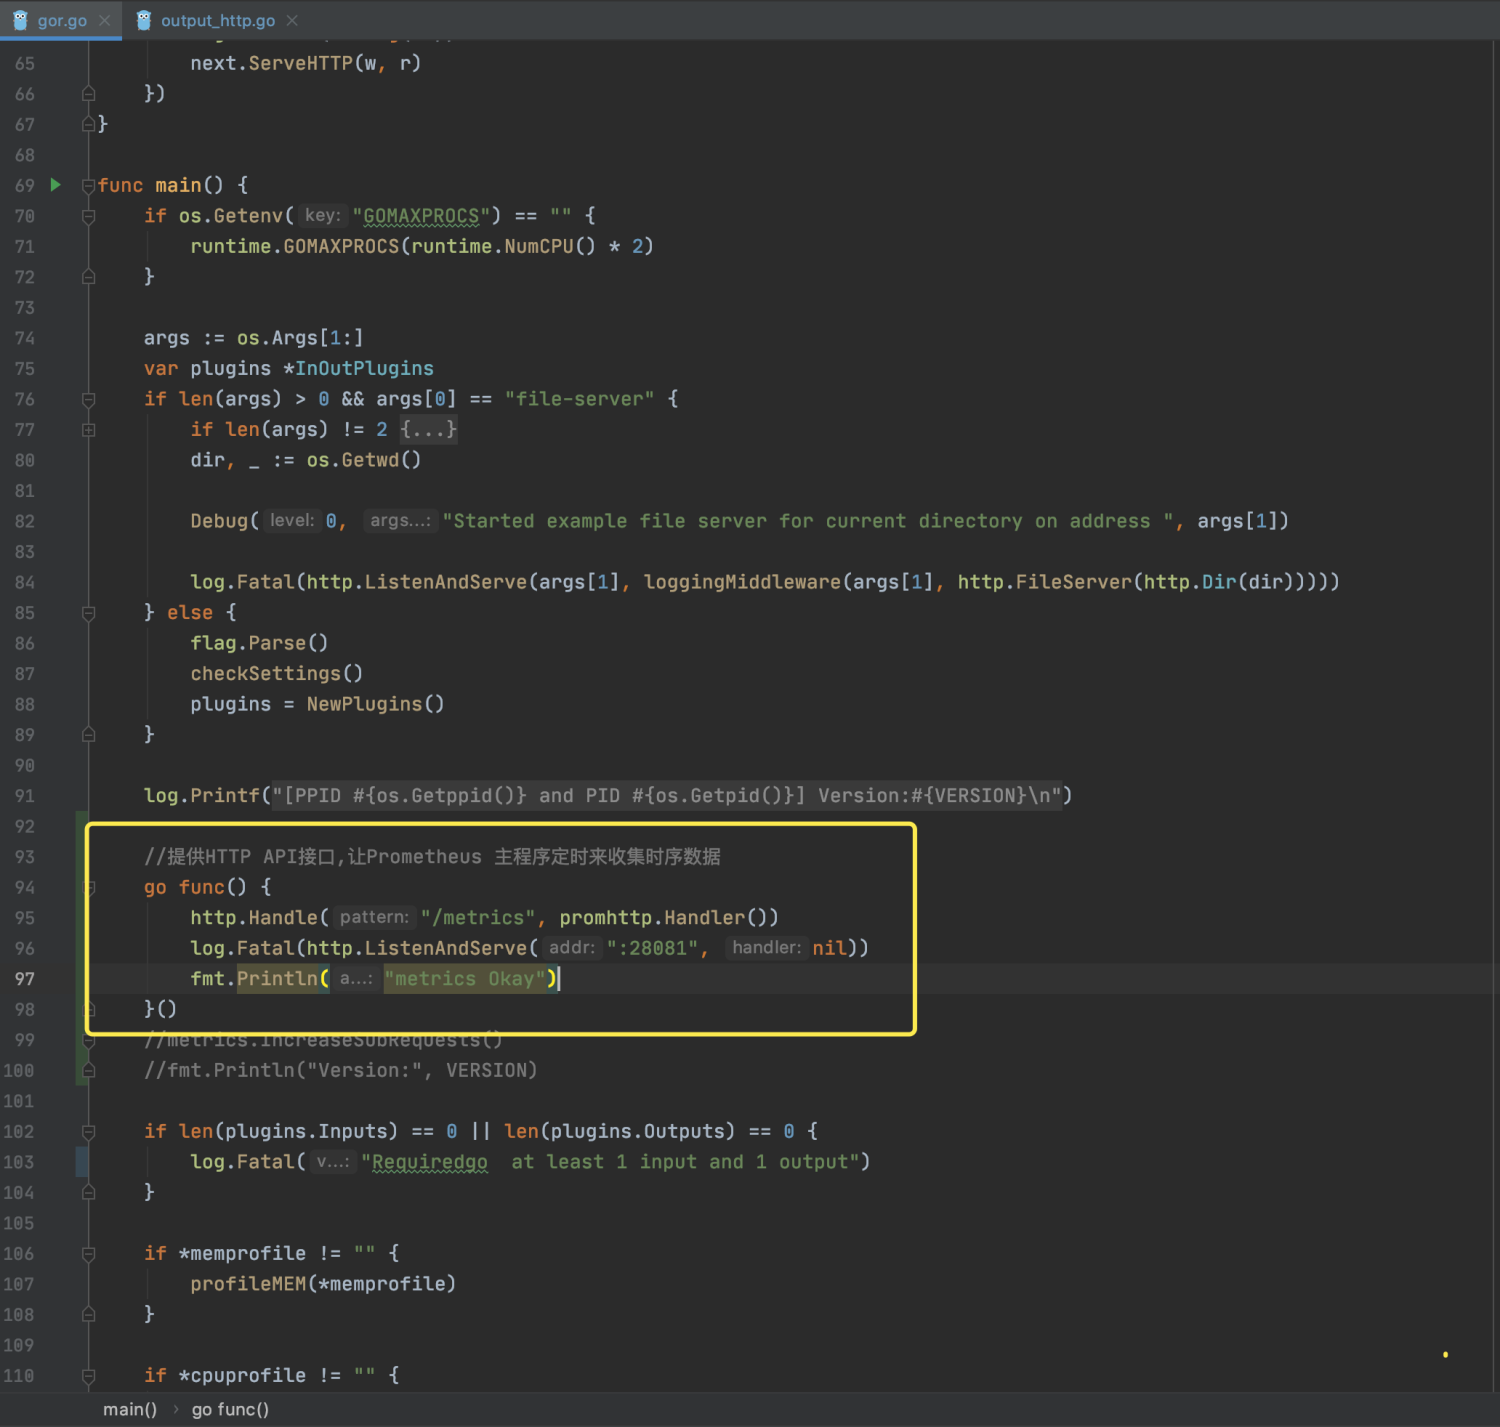 gor.go
output_http.go
65 next.ServeHTTP(w, r)
66 })
67 }
68
69 func main() {
70 if os.Getenv( key: "GOMAXPROCS") == "" {
71 runtime.GOMAXPROCS(runtime.NumCPU() * 2)
72 }
73
74 args := os.Args[1:]
75 var plugins *InOutPlugins
76 if len(args) > 0 && args[0] == "file-server" {
77 if len(args) != 2 {...}
80 dir, _ := os.Getwd()
81
82 Debug( level: 0, args...: "Started example file server for current directory on address ", args[1])
83
84 log.Fatal(http.ListenAndServe(args[1], loggingMiddleware(args[1], http.FileServer(http.Dir(dir)))))
85 } else {
86 flag.Parse()
87 checkSettings()
88 plugins = NewPlugins()
89 }
90
91 log.Printf("[PPID #{os.Getppid()} and PID #{os.Getpid()}] Version:#{VERSION}\n")
92
93 //提供HTTP API接口,让Prometheus 主程序定时来收集时序数据
94 go func() {
95 http.Handle( pattern: "/metrics", promhttp.Handler())
96 log.Fatal(http.ListenAndServe( addr: ":28081", handler: nil))
97 fmt.Println( a...: "metrics Okay")
98 }()
99 //metrics.IncreaseSubRequests()
100 //fmt.Println("Version:", VERSION)
101
102 if len(plugins.Inputs) == 0 || len(plugins.Outputs) == 0 {
103 log.Fatal( v...: "Requiredgo  at least 1 input and 1 output")
104 }
105
106 if *memprofile != "" {
107 profileMEM(*memprofile)
108 }
109
110 if *cpuprofile != "" {
main() › go func()